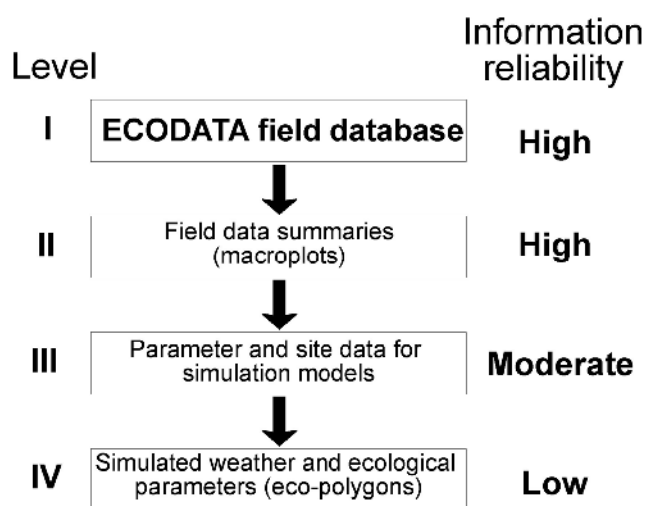 Level
Information
reliability
I
ECODATA field database
High
II
Field data summaries
(macroplots)
High
III
Parameter and site data for
simulation models
Moderate
IV
Simulated weather and ecological
parameters (eco-polygons)
Low